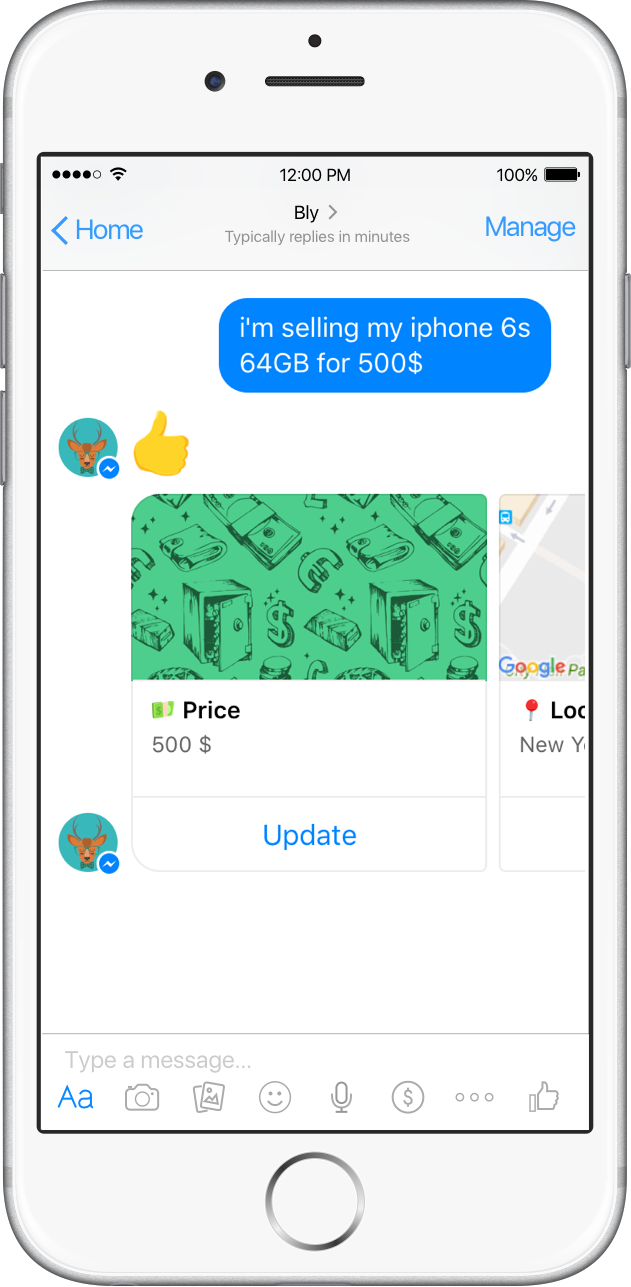 12:00 PM
100%
Home
Bly
Manage
Typically replies in minutes
i'm selling my iphone 6s
64GB for 500$
Google
Price
500 $
Update
New
Type a message...
Aa